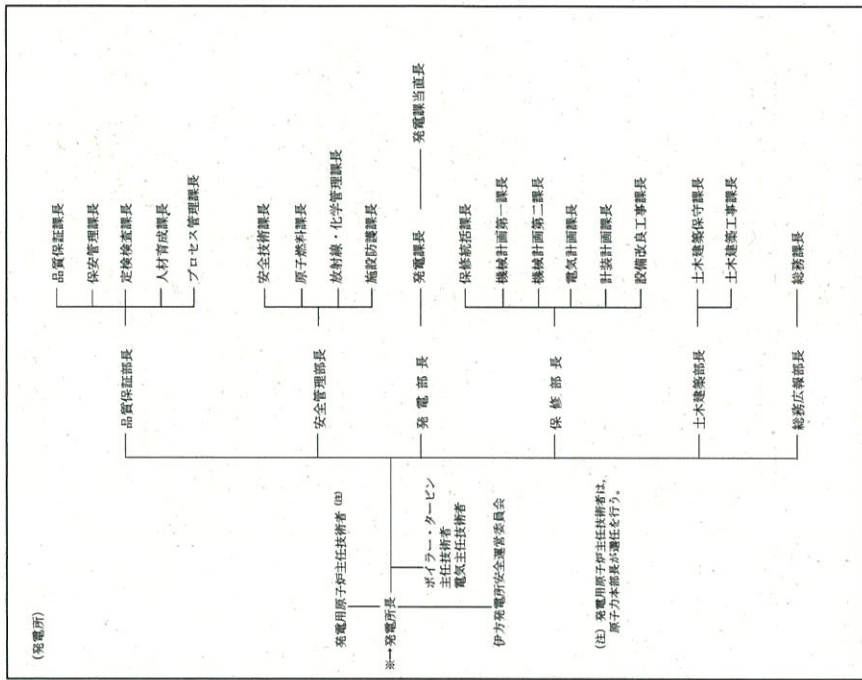 (発電所)
発電用原子炉主任技術者 (注)
※→発電所長
ボイラー・タービン
主任技術者
電気主任技術者
伊方発電所安全運営委員会
(注) 発電用原子炉主任技術者は,
原子力本部長が選任を行う。
品質保証部長
品質保証課長
保安管理課長
定検検査課長
人材育成課長
プロセス管理課長
安全管理部長
安全技術課長
原子燃料課長
放射線・化学管理課長
施設防護課長
発電部長
発電課長
発電課当直長
保修部長
保修統括課長
機械計画第一課長
機械計画第二課長
電気計画課長
計装計画課長
設備改良工事課長
土木建築部長
土木建築保守課長
土木建築工事課長
総務広報部長
総務課長